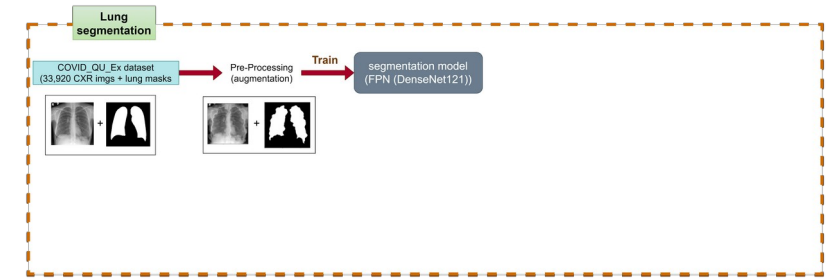 Lung
segmentation
COVID_QU_Ex dataset
(33,920 CXR imgs + lung masks
Pre-Processing
(augmentation)
Train
segmentation model
(FPN (DenseNet121))
+
+